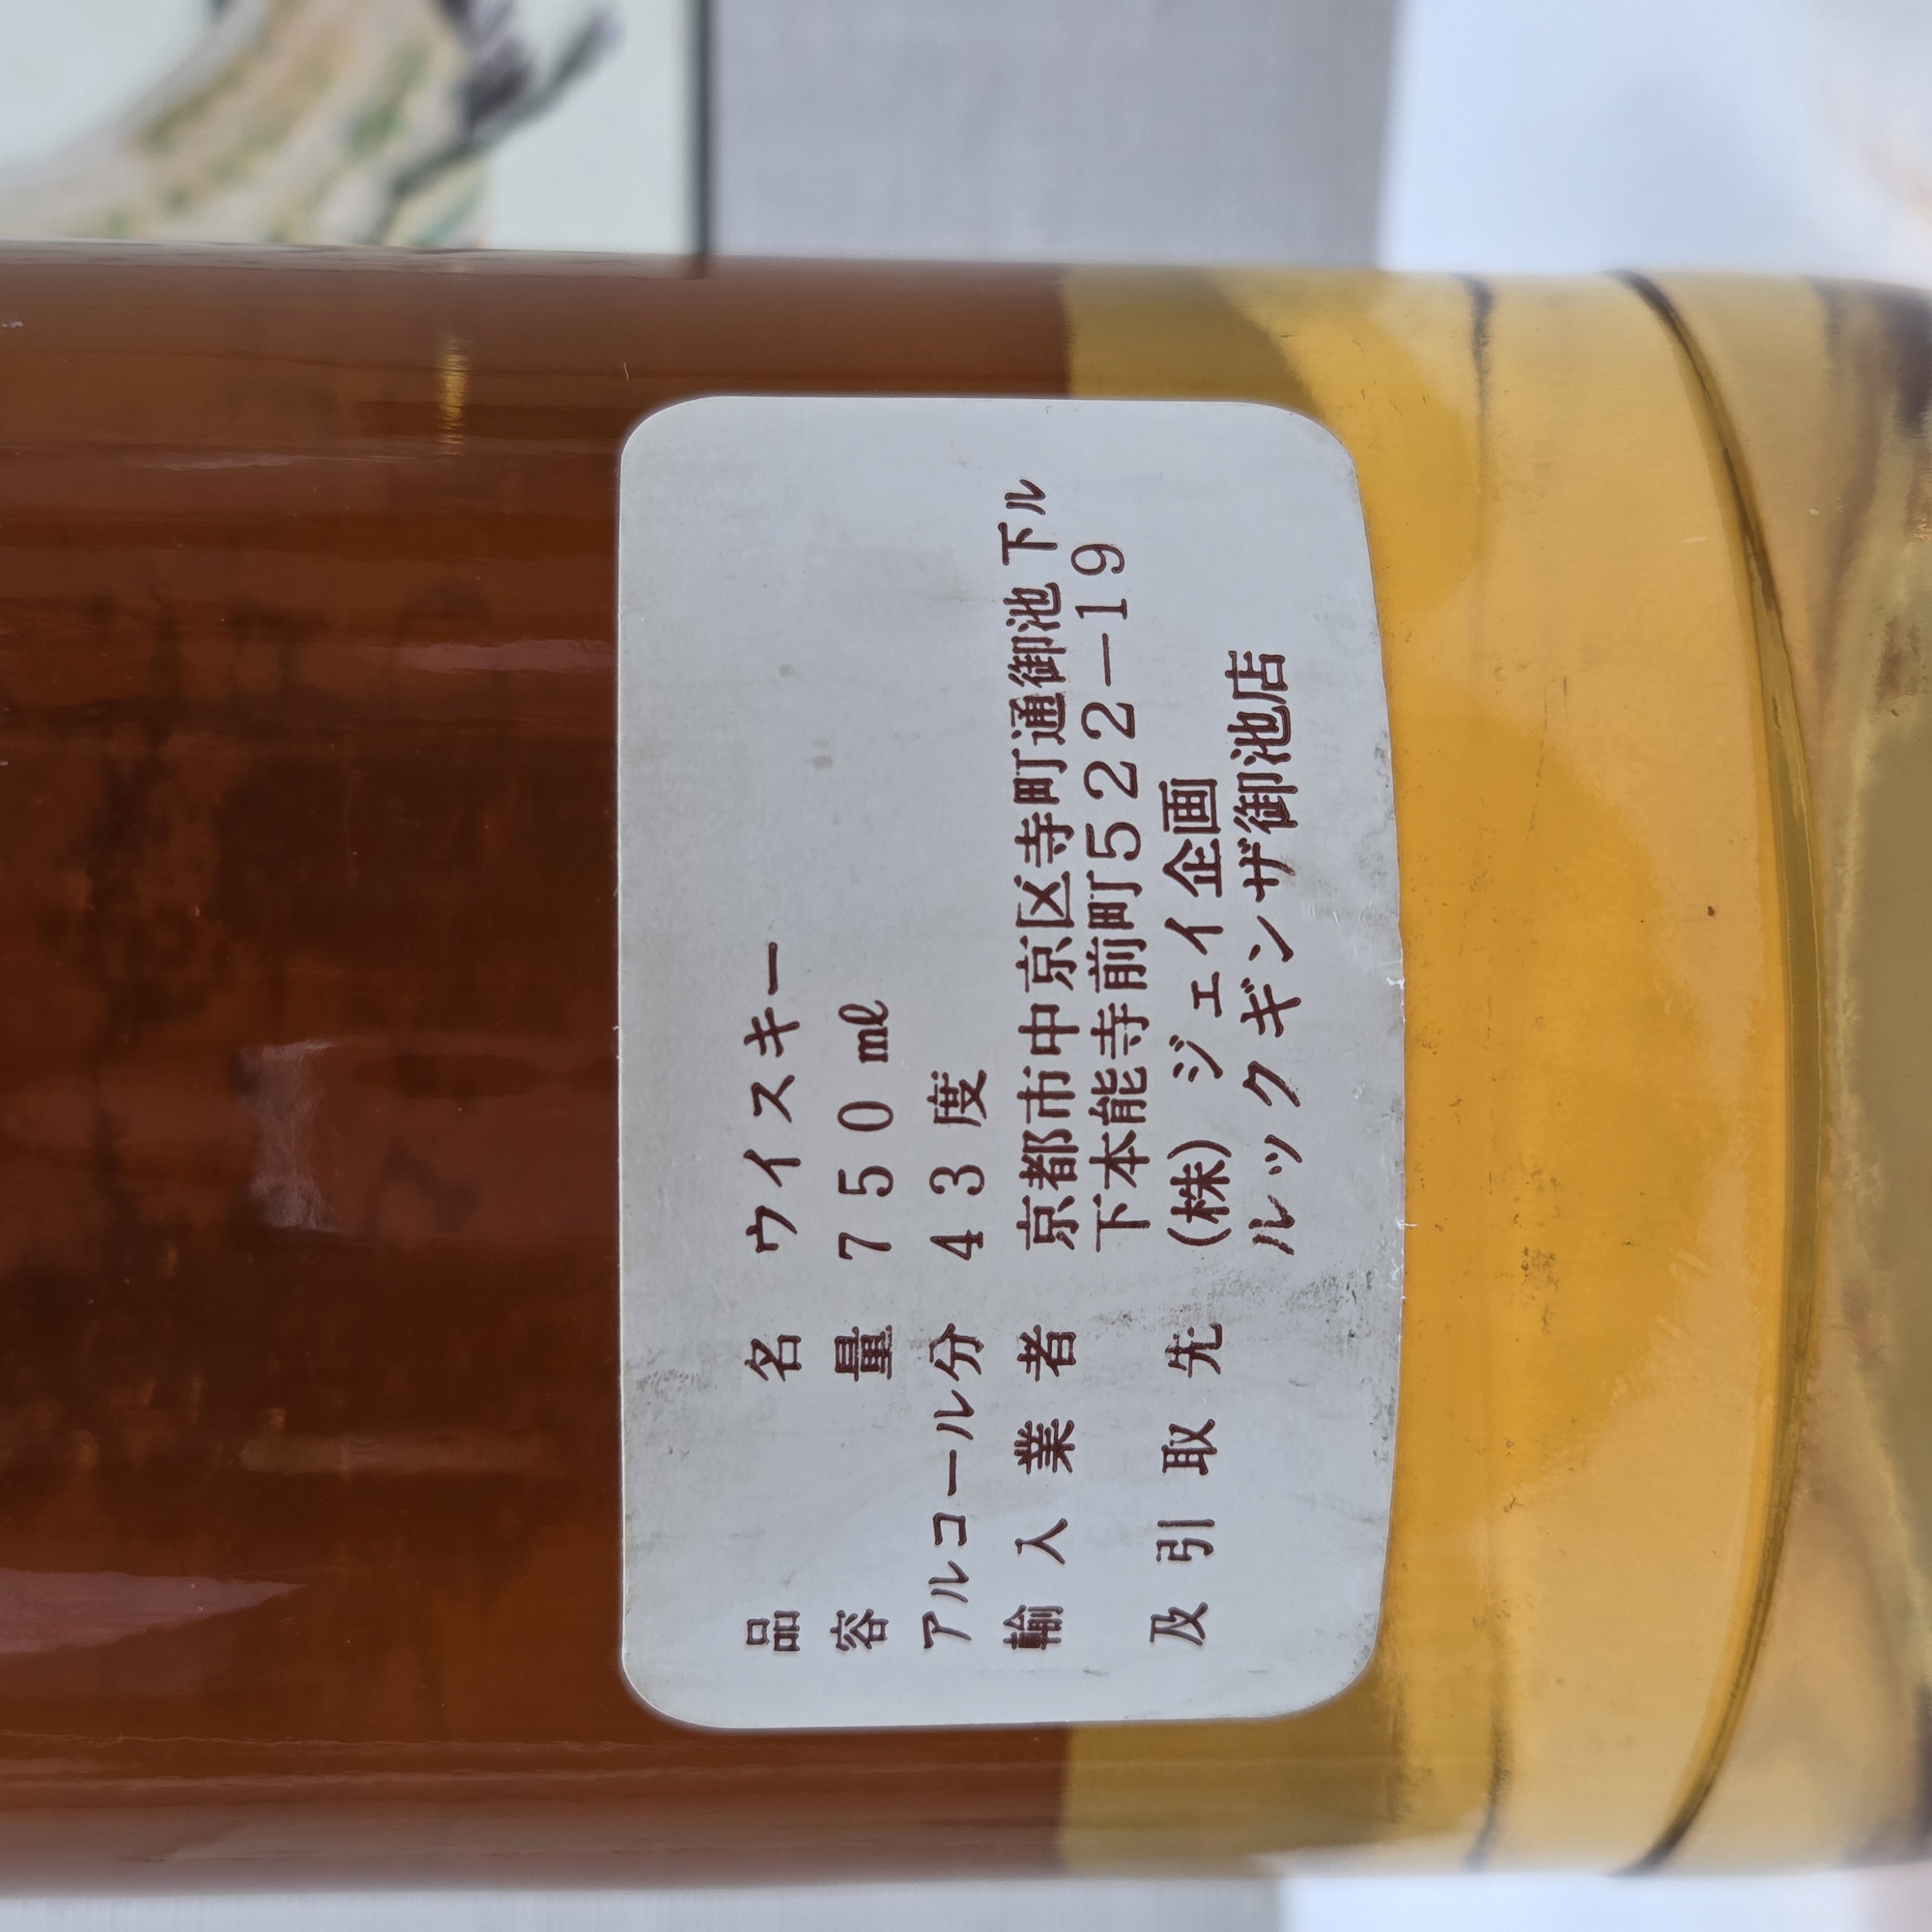 品名 ウイスキー
容量 750㎖
アルコール分 43度
輸入業者 京都市中京区寺町通御池下ル
下本能寺前町522−19
及引取先 (株)ジェイ企画
ルックギンザ御池店